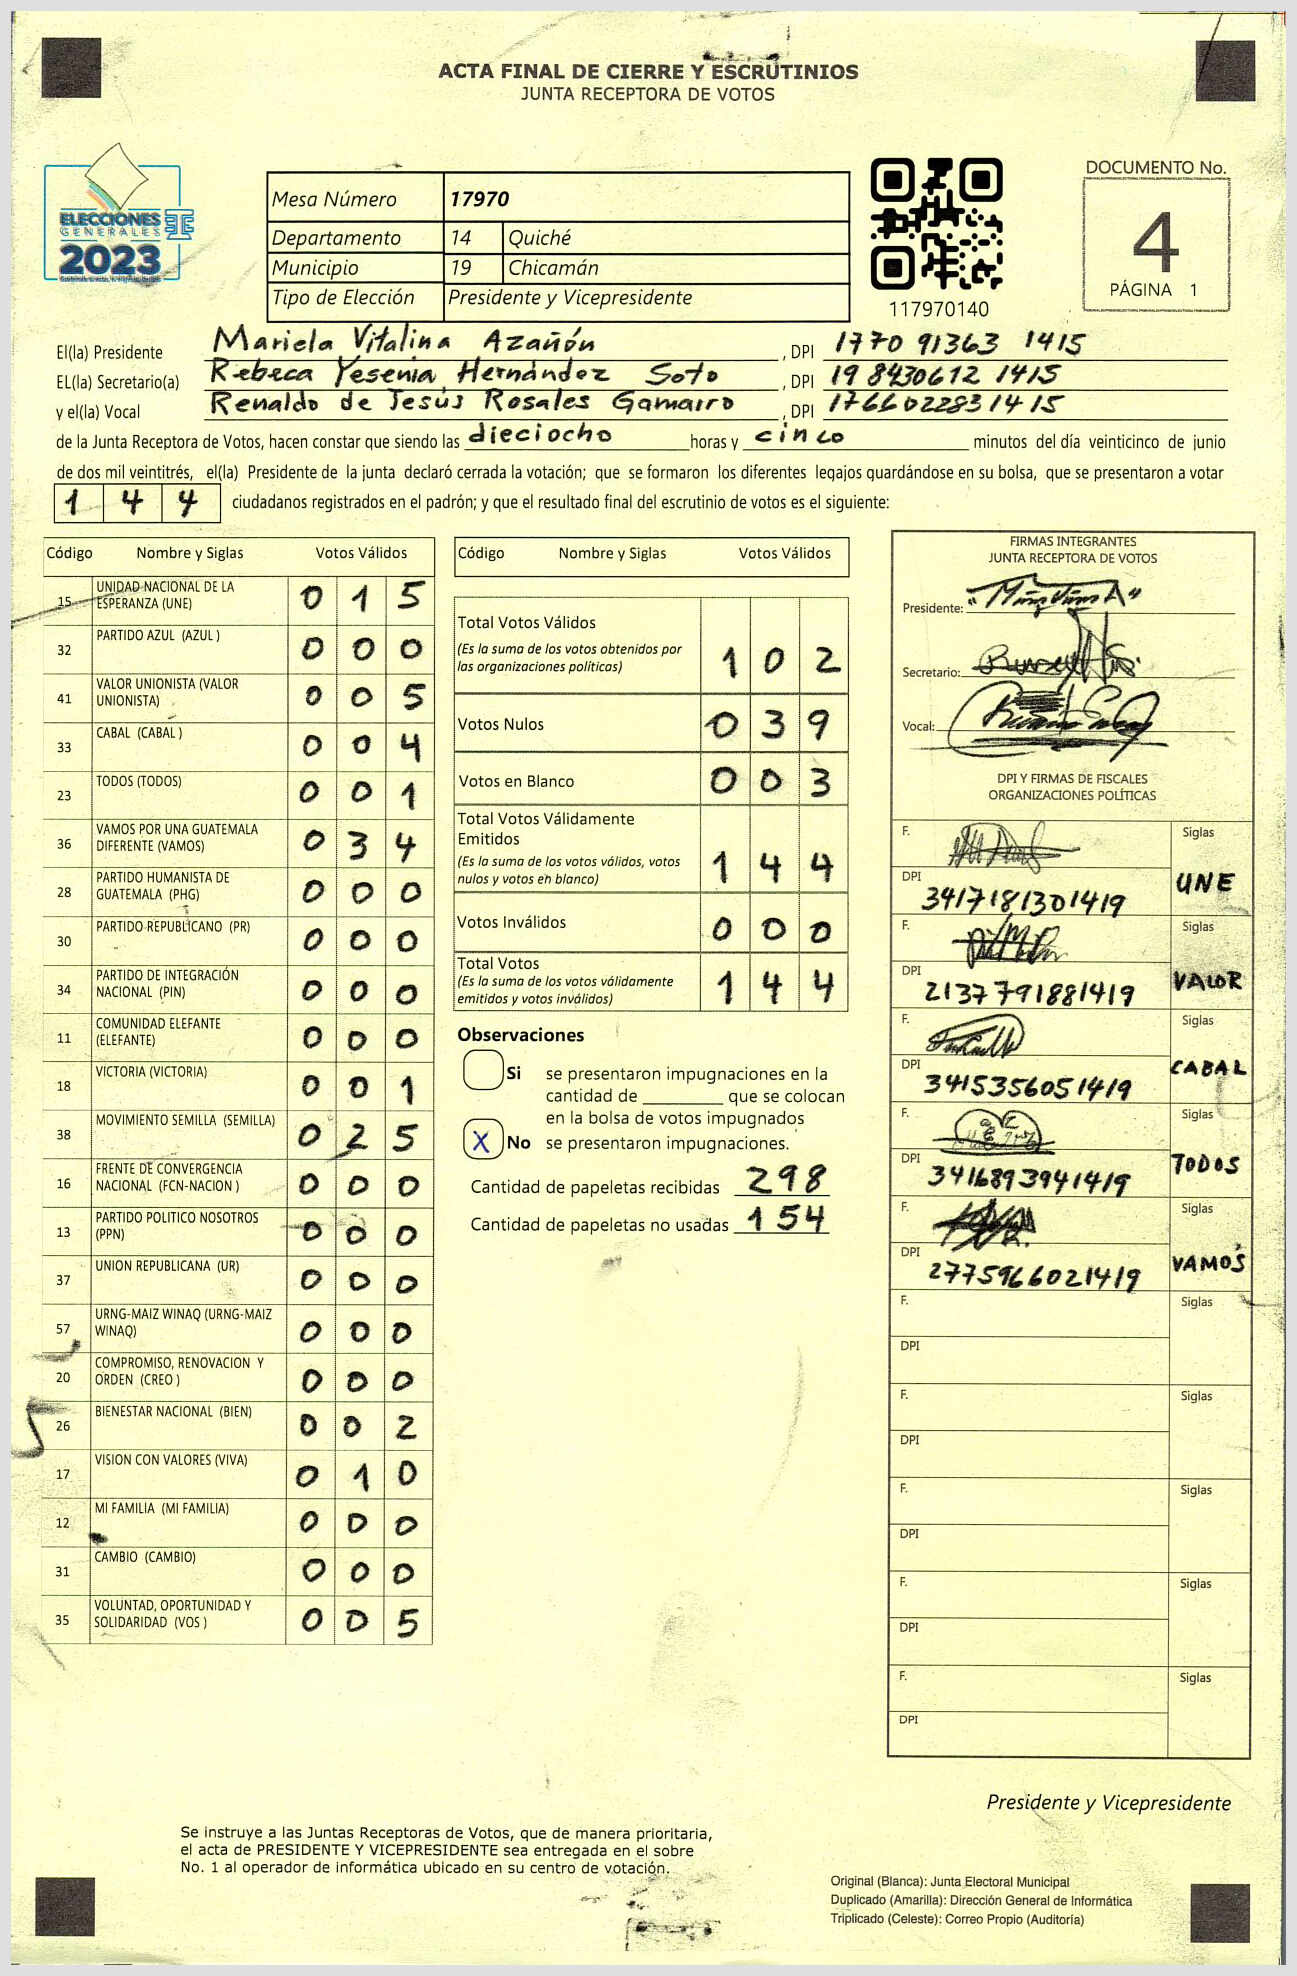 ACTA FINAL DE CIERRE Y ESCRUTINIOS
JUNTA RECEPTORA DE VOTOS
ELECCIONES
GENERALES
2023
Mesa Número 17970
Departamento 14 Quiché
Municipio 19 Chicamán
Tipo de Elección Presidente y Vicepresidente
117970140
DOCUMENTO No.
4
PÁGINA 1
El(la) Presidente Mariela Vitalina Azañón , DPI 1770 91363 1415
EL(la) Secretario(a) Rebeca Yesenia Hernández Soto , DPI 19 8430612 1415
y el(la) Vocal Renaldo de Jesús Rosales Gamarro , DPI 1766022831415
de la Junta Receptora de Votos, hacen constar que siendo las dieciocho horas y cinco minutos del día veinticinco de junio
de dos mil veintitrés, el(la) Presidente de la junta declaró cerrada la votación; que se formaron los diferentes legajos guardándose en su bolsa, que se presentaron a votar
1 4 4 ciudadanos registrados en el padrón; y que el resultado final del escrutinio de votos es el siguiente:
Código Nombre y Siglas Votos Válidos
15 UNIDAD NACIONAL DE LA ESPERANZA (UNE) 0 1 5
32 PARTIDO AZUL (AZUL ) 0 0 0
41 VALOR UNIONISTA (VALOR UNIONISTA) 0 0 5
33 CABAL (CABAL ) 0 0 4
23 TODOS (TODOS) 0 0 1
36 VAMOS POR UNA GUATEMALA DIFERENTE (VAMOS) 0 3 4
28 PARTIDO HUMANISTA DE GUATEMALA (PHG) 0 0 0
30 PARTIDO REPUBLICANO (PR) 0 0 0
34 PARTIDO DE INTEGRACIÓN NACIONAL (PIN) 0 0 0
11 COMUNIDAD ELEFANTE (ELEFANTE) 0 0 0
18 VICTORIA (VICTORIA) 0 0 1
38 MOVIMIENTO SEMILLA (SEMILLA) 0 2 5
16 FRENTE DE CONVERGENCIA NACIONAL (FCN-NACION ) 0 0 0
13 PARTIDO POLITICO NOSOTROS (PPN) 0 0 0
37 UNION REPUBLICANA (UR) 0 0 0
57 URNG-MAIZ WINAQ (URNG-MAIZ WINAQ) 0 0 0
20 COMPROMISO, RENOVACION Y ORDEN (CREO ) 0 0 0
26 BIENESTAR NACIONAL (BIEN) 0 0 2
17 VISION CON VALORES (VIVA) 0 1 0
12 MI FAMILIA (MI FAMILIA) 0 0 0
31 CAMBIO (CAMBIO) 0 0 0
35 VOLUNTAD, OPORTUNIDAD Y SOLIDARIDAD (VOS ) 0 0 5
Código Nombre y Siglas Votos Válidos
Total Votos Válidos
(Es la suma de los votos obtenidos por
las organizaciones políticas) 1 0 2
Votos Nulos 0 3 9
Votos en Blanco 0 0 3
Total Votos Válidamente
Emitidos
(Es la suma de los votos válidos, votos
nulos y votos en blanco) 1 4 4
Votos Inválidos 0 0 0
Total Votos
(Es la suma de los votos válidamente
emitidos y votos inválidos) 1 4 4
Observaciones
Si se presentaron impugnaciones en la
cantidad de ________ que se colocan
en la bolsa de votos impugnados
X No se presentaron impugnaciones.
Cantidad de papeletas recibidas 298
Cantidad de papeletas no usadas 154
FIRMAS INTEGRANTES
JUNTA RECEPTORA DE VOTOS
Presidente:
Secretario:
Vocal:
DPI Y FIRMAS DE FISCALES
ORGANIZACIONES POLÍTICAS
F. Siglas
DPI 3417181301419 UNE
F. Siglas
DPI 2137791881419 VALOR
F. Siglas
DPI 3415356051419 CABAL
F. Siglas
DPI 3416893941419 TODOS
F. Siglas
DPI 2775966021419 VAMOS
F. Siglas
DPI
F. Siglas
DPI
F. Siglas
DPI
F. Siglas
DPI
F. Siglas
DPI
Presidente y Vicepresidente
Se instruye a las Juntas Receptoras de Votos, que de manera prioritaria,
el acta de PRESIDENTE Y VICEPRESIDENTE sea entregada en el sobre
No. 1 al operador de informática ubicado en su centro de votación.
Original (Blanca): Junta Electoral Municipal
Duplicado (Amarilla): Dirección General de Informática
Triplicado (Celeste): Correo Propio (Auditoría)